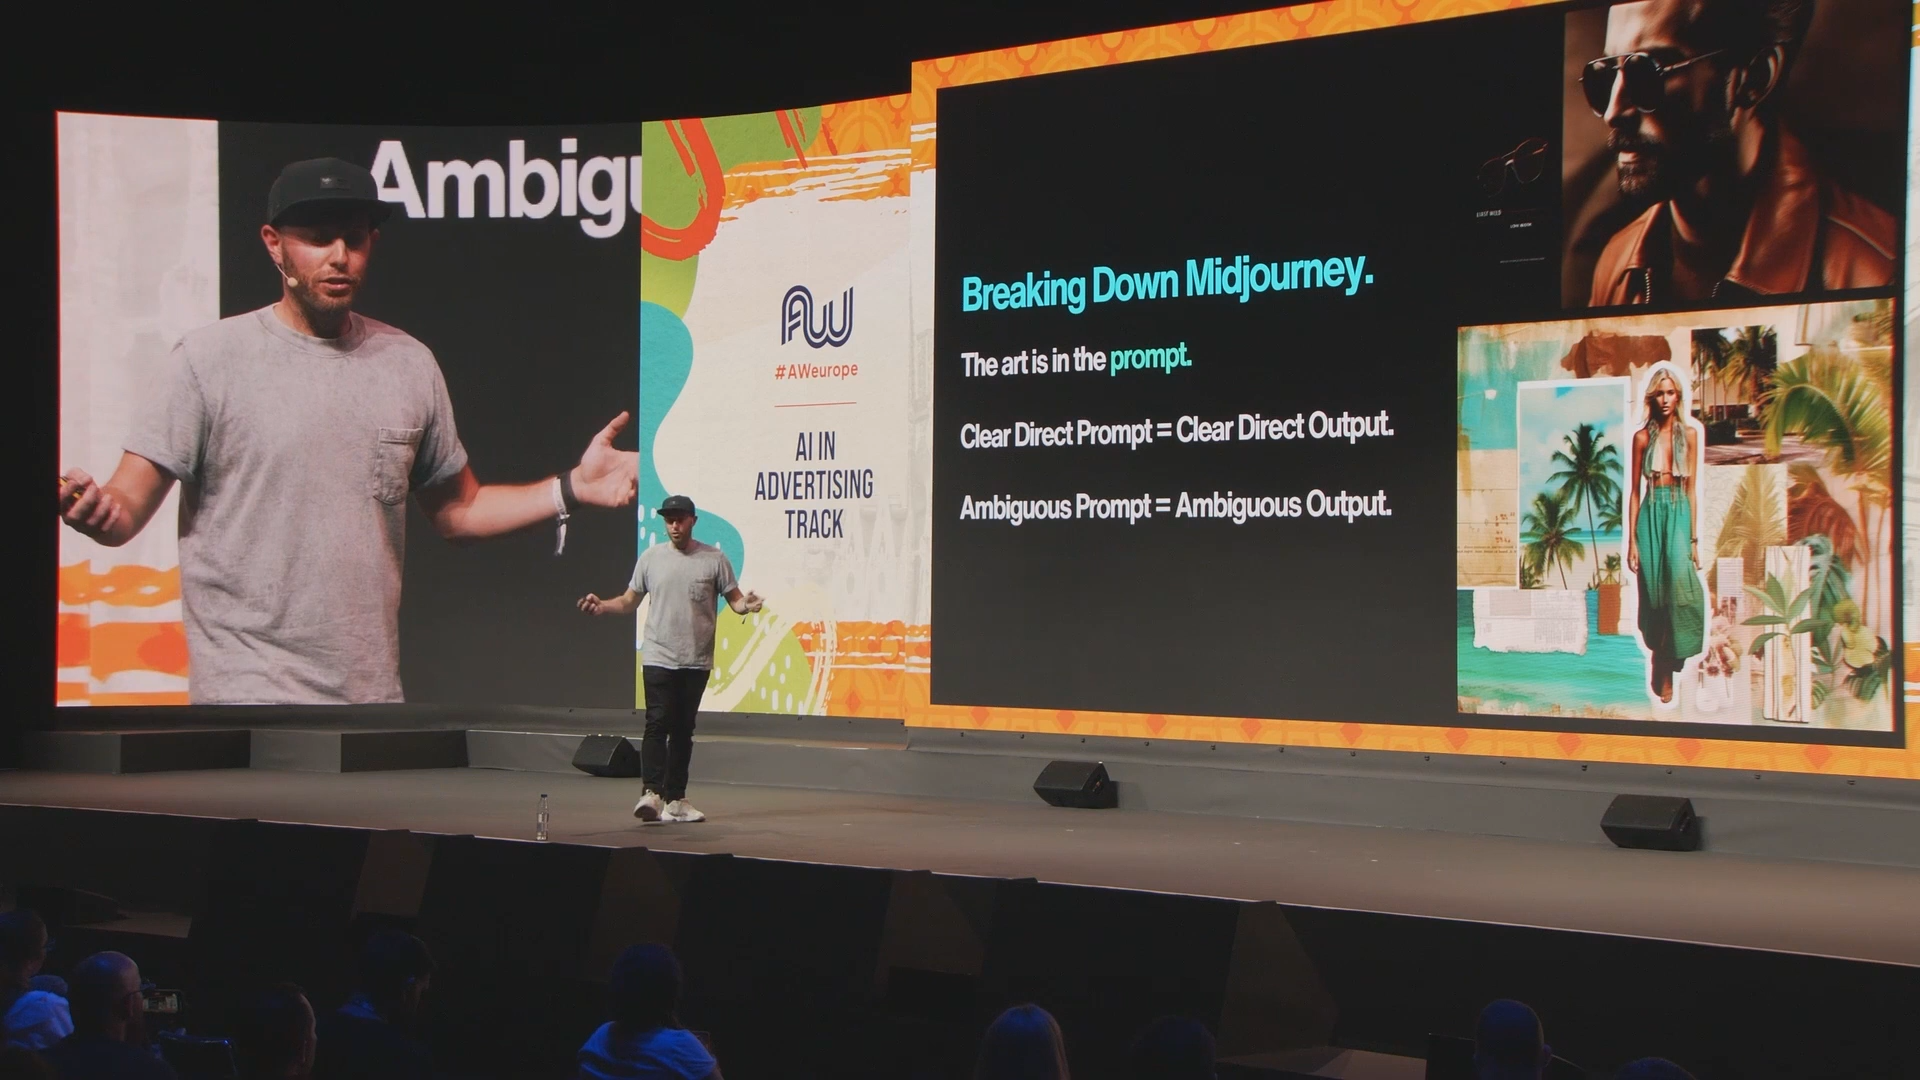 Ambigu
AW
#AWeurope
AI IN
ADVERTISING
TRACK
Breaking Down Midjourney.
The art is in the prompt.
Clear Direct Prompt = Clear Direct Output.
Ambiguous Prompt = Ambiguous Output.